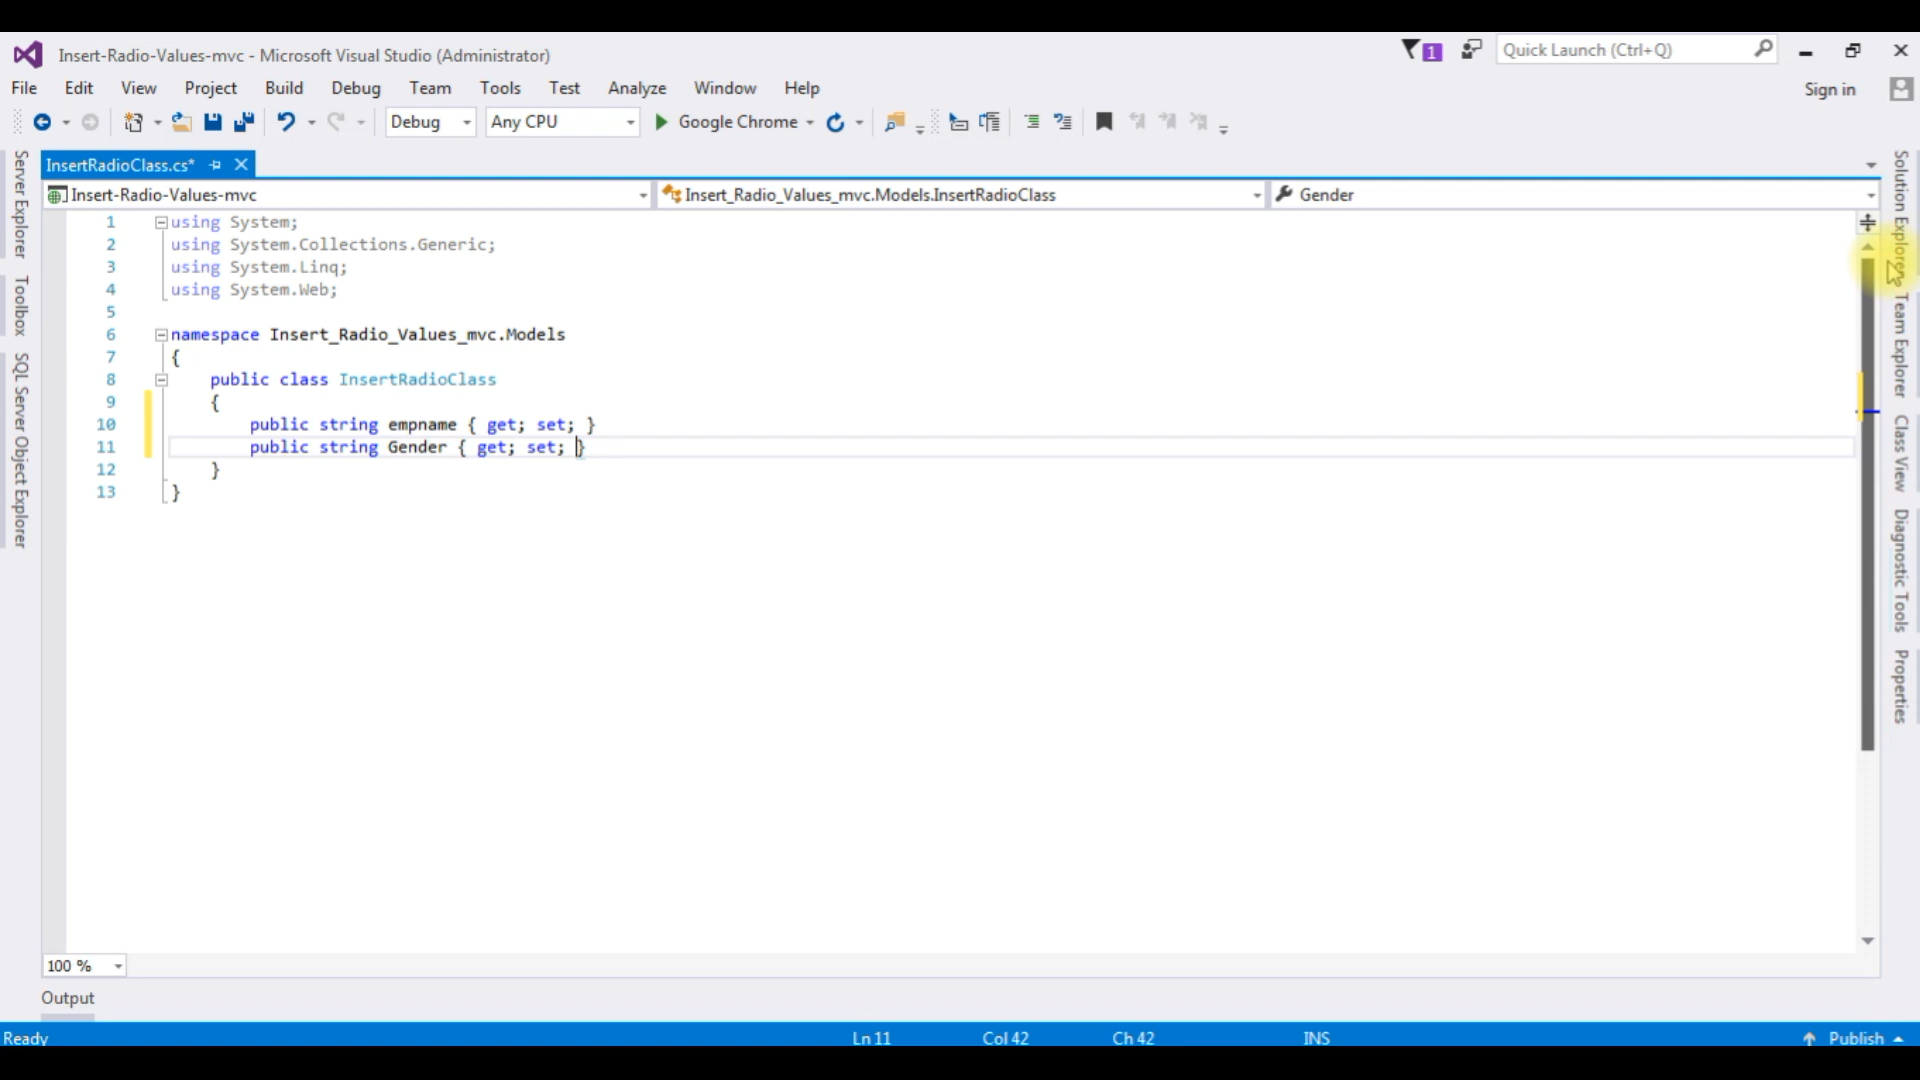 Insert-Radio-Values-mvc - Microsoft Visual Studio (Administrator)
1
Quick Launch (Ctrl+Q)
File Edit View Project Build Debug Team Tools Test Analyze Window Help
Sign in
Debug Any CPU Google Chrome
InsertRadioClass.cs*
Insert-Radio-Values-mvc Insert_Radio_Values_mvc.Models.InsertRadioClass Gender
1 using System;
2 using System.Collections.Generic;
3 using System.Linq;
4 using System.Web;
5
6 namespace Insert_Radio_Values_mvc.Models
7 {
8 public class InsertRadioClass
9 {
10 public string empname { get; set; }
11 public string Gender { get; set; }
12 }
13 }
Server Explorer
Toolbox
SQL Server Object Explorer
Solution Explorer
Team Explorer
Class View
Diagnostic Tools
Properties
100 %
Output
Ready Ln 11 Col 42 Ch 42 INS Publish